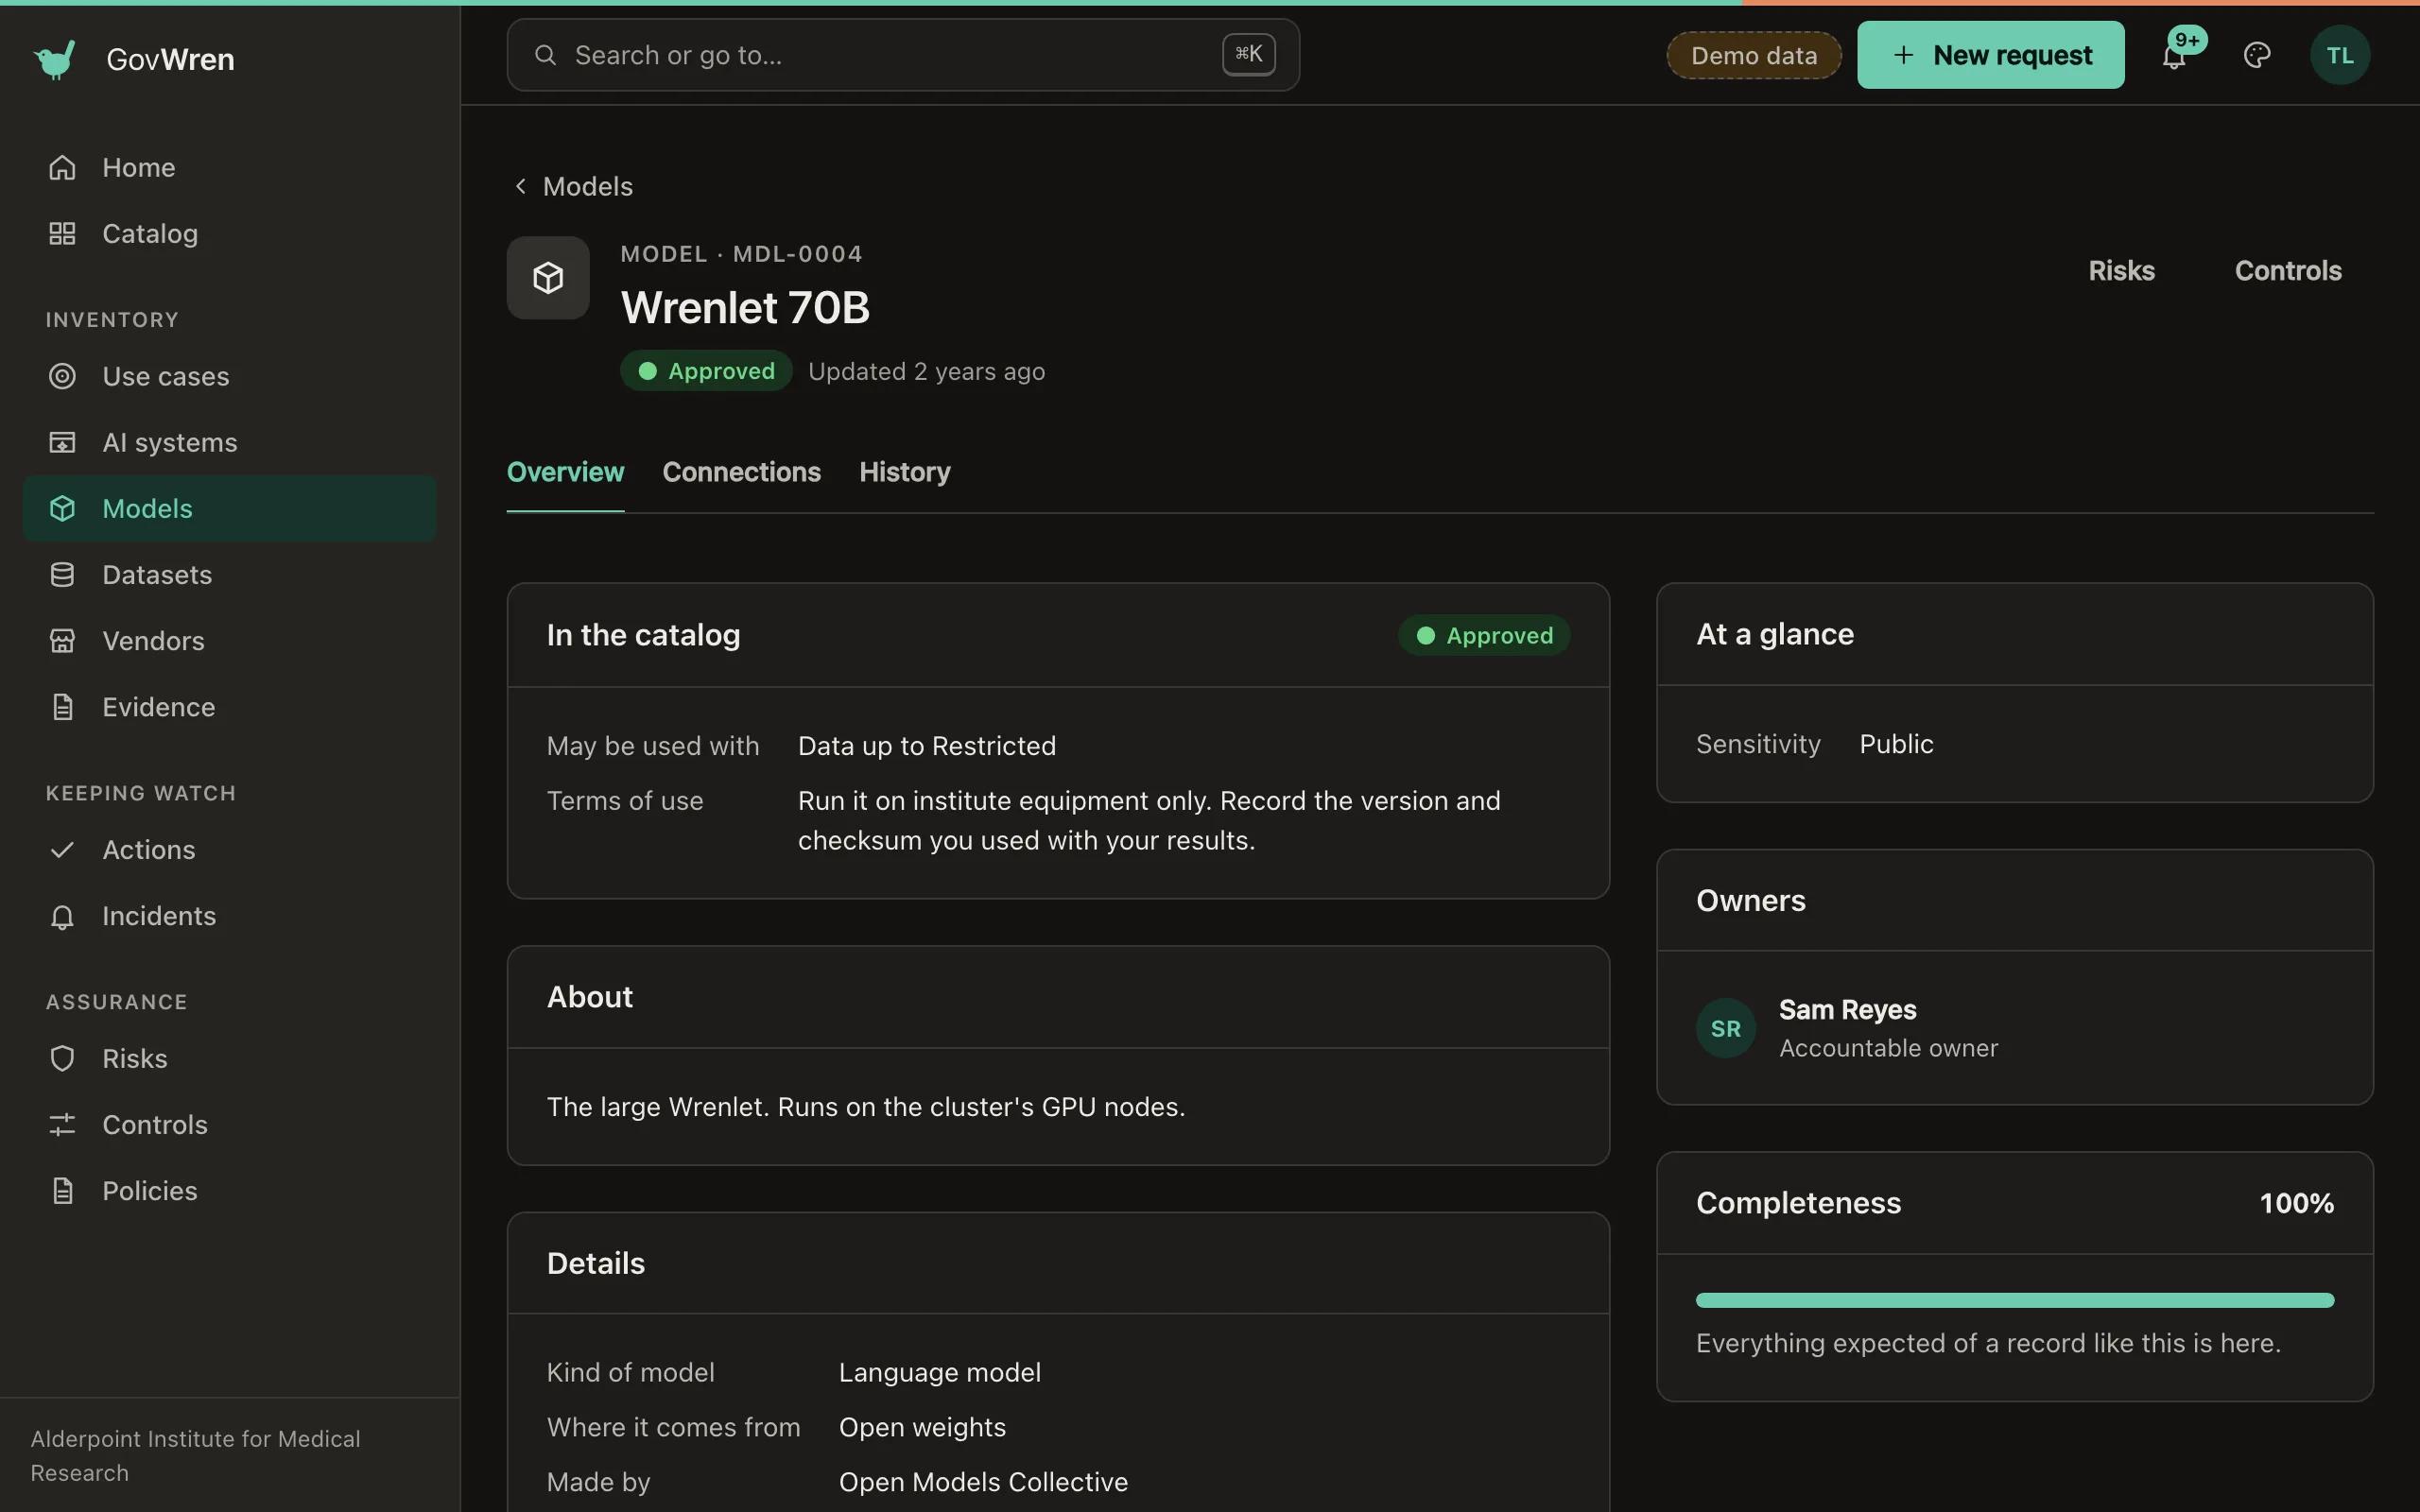 GovWren
Search or go to...
⌘K
Demo data
New request
9+
TL
Home
Catalog
INVENTORY
Use cases
AI systems
Models
Datasets
Vendors
Evidence
KEEPING WATCH
Actions
Incidents
ASSURANCE
Risks
Controls
Policies
Alderpoint Institute for Medical
Research
Models
MODEL · MDL-0004
Wrenlet 70B
Approved Updated 2 years ago
Risks Controls
Overview Connections History
In the catalog Approved
May be used with Data up to Restricted
Terms of use Run it on institute equipment only. Record the version and
checksum you used with your results.
About
The large Wrenlet. Runs on the cluster's GPU nodes.
Details
Kind of model Language model
Where it comes from Open weights
Made by Open Models Collective
At a glance
Sensitivity Public
Owners
SR
Sam Reyes
Accountable owner
Completeness 100%
Everything expected of a record like this is here.